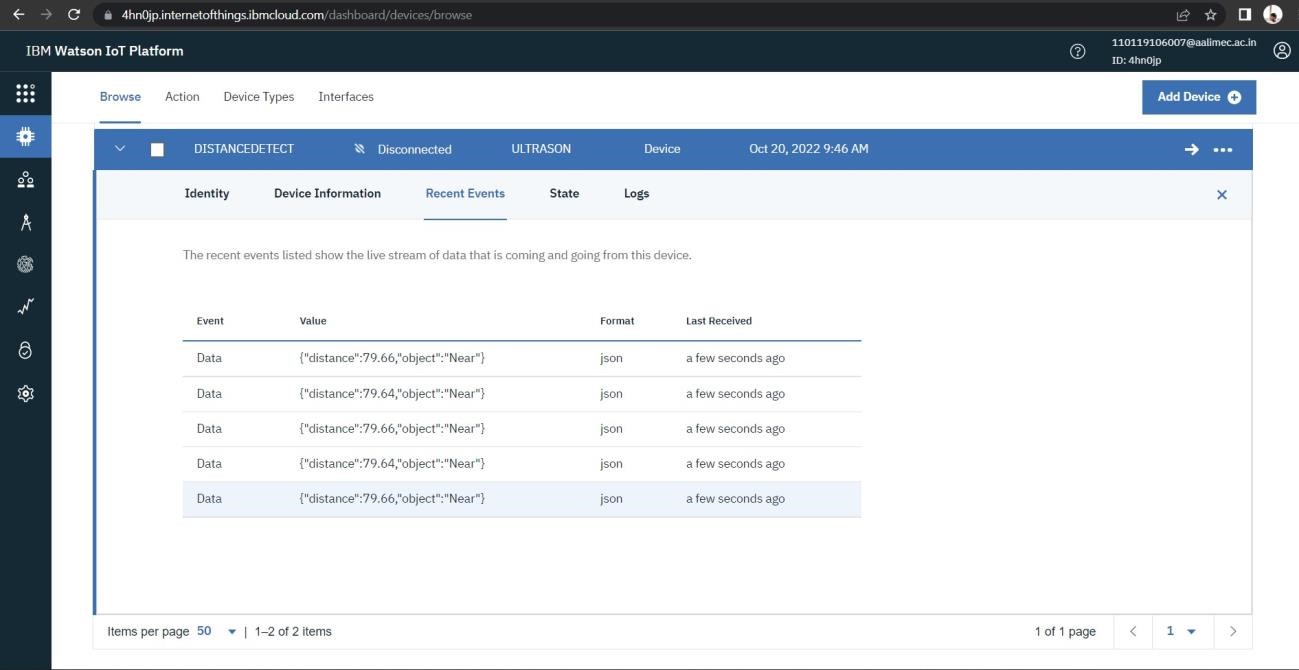 4hn0jp.internetofthings.ibmcloud.com/dashboard/devices/browse
IBM Watson IoT Platform
110119106007@aalimec.ac.in
ID: 4hn0jp
Browse Action Device Types Interfaces
Add Device
DISTANCEDETECT Disconnected ULTRASON Device Oct 20, 2022 9:46 AM
Identity Device Information Recent Events State Logs
The recent events listed show the live stream of data that is coming and going from this device.
Event Value Format Last Received
Data {"distance":79.66,"object":"Near"} json a few seconds ago
Data {"distance":79.64,"object":"Near"} json a few seconds ago
Data {"distance":79.66,"object":"Near"} json a few seconds ago
Data {"distance":79.64,"object":"Near"} json a few seconds ago
Data {"distance":79.66,"object":"Near"} json a few seconds ago
Items per page 50 | 1–2 of 2 items 1 of 1 page 1